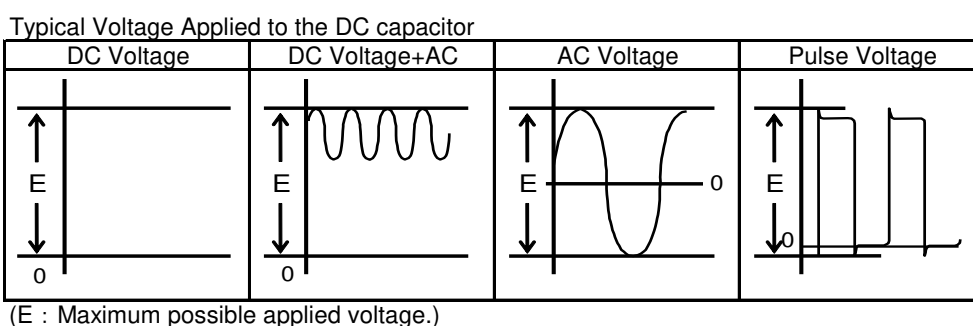 Typical Voltage Applied to the DC capacitor
DC Voltage DC Voltage+AC AC Voltage Pulse Voltage
E E E 0 E
0 0 0
(E：Maximum possible applied voltage.)